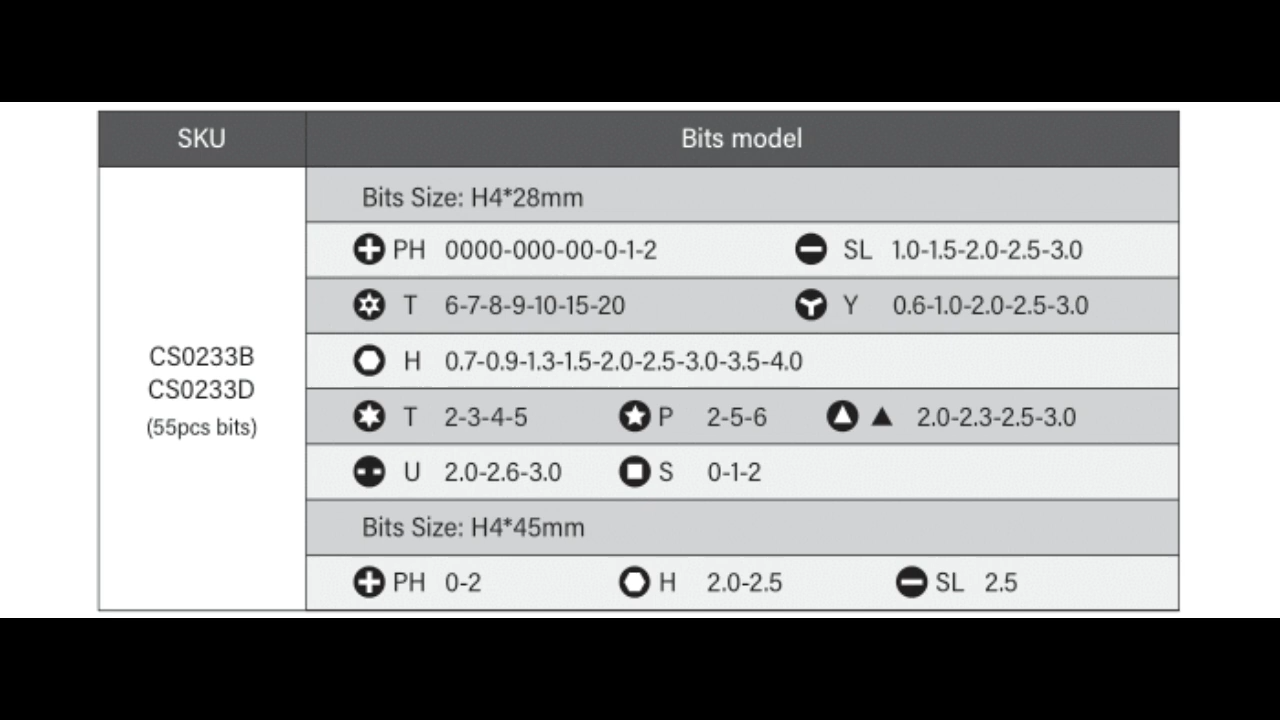 SKU Bits model
Bits Size: H4*28mm
PH 0000-000-00-0-1-2 SL 1.0-1.5-2.0-2.5-3.0
T 6-7-8-9-10-15-20 Y 0.6-1.0-2.0-2.5-3.0
H 0.7-0.9-1.3-1.5-2.0-2.5-3.0-3.5-4.0
CS0233B
CS0233D
(55pcs bits)
T 2-3-4-5 P 2-5-6 ▲ 2.0-2.3-2.5-3.0
U 2.0-2.6-3.0 S 0-1-2
Bits Size: H4*45mm
PH 0-2 H 2.0-2.5 SL 2.5